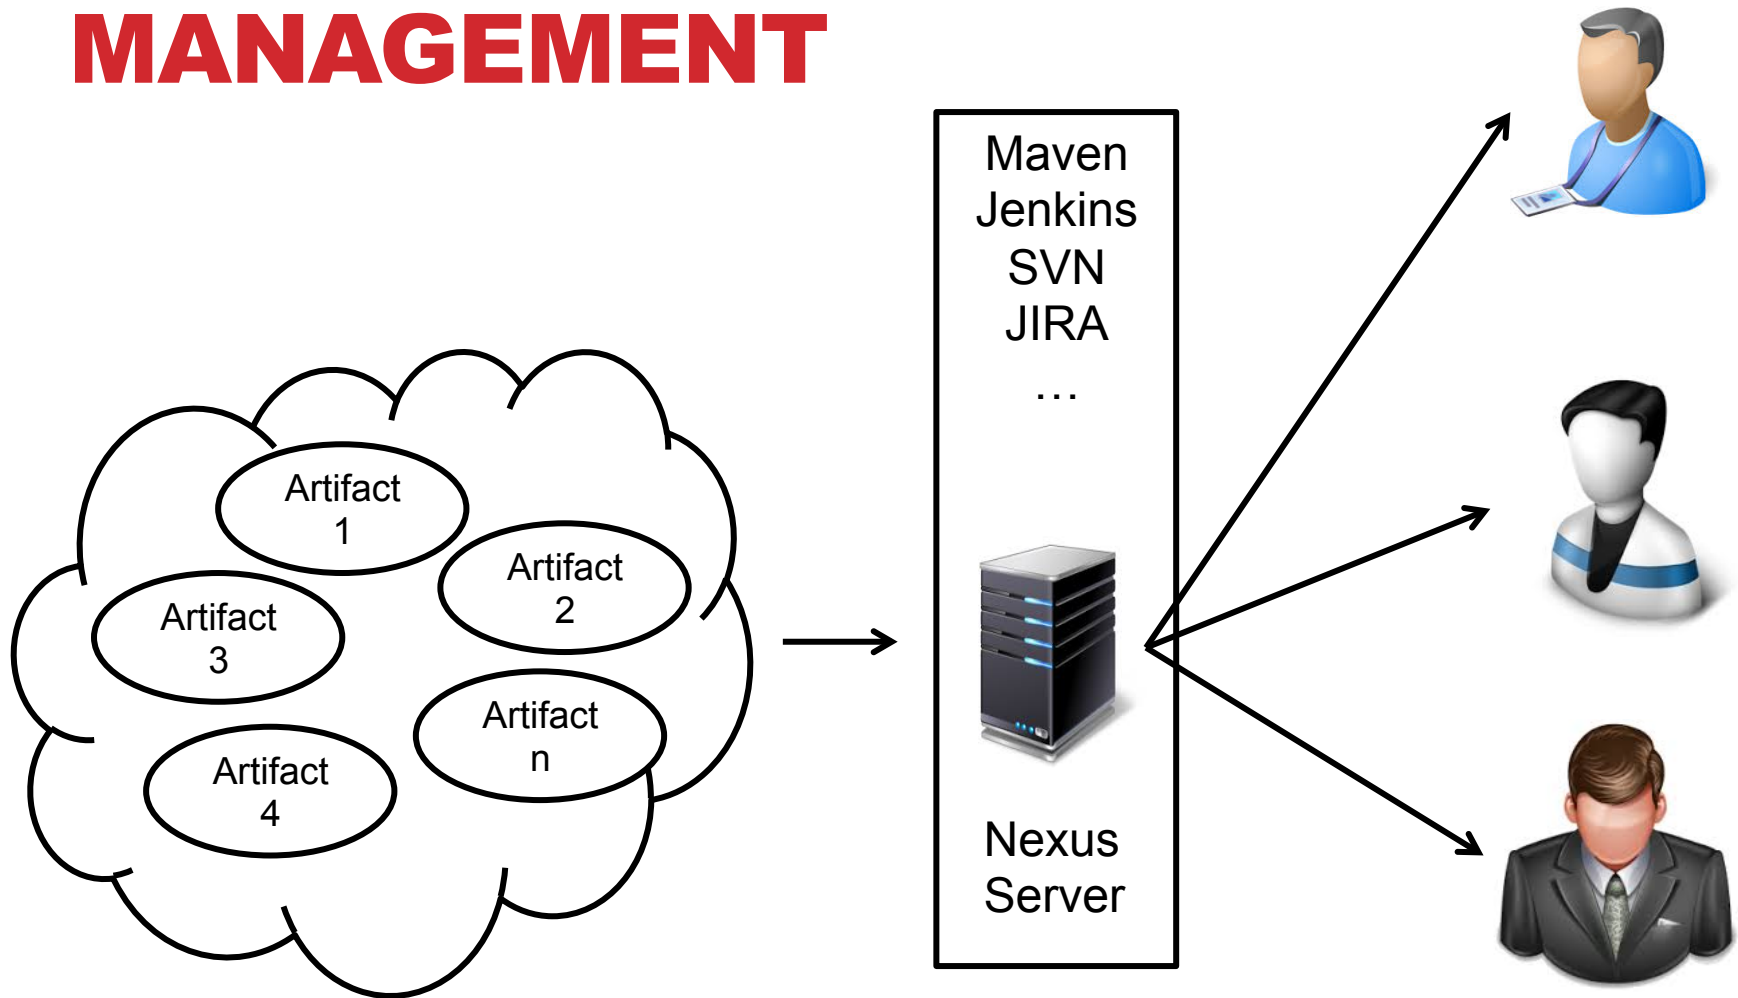 MANAGEMENT
Maven
Jenkins
SVN
JIRA
…
Artifact
1
Artifact
2
Artifact
3
Artifact
n
Artifact
4
Nexus
Server